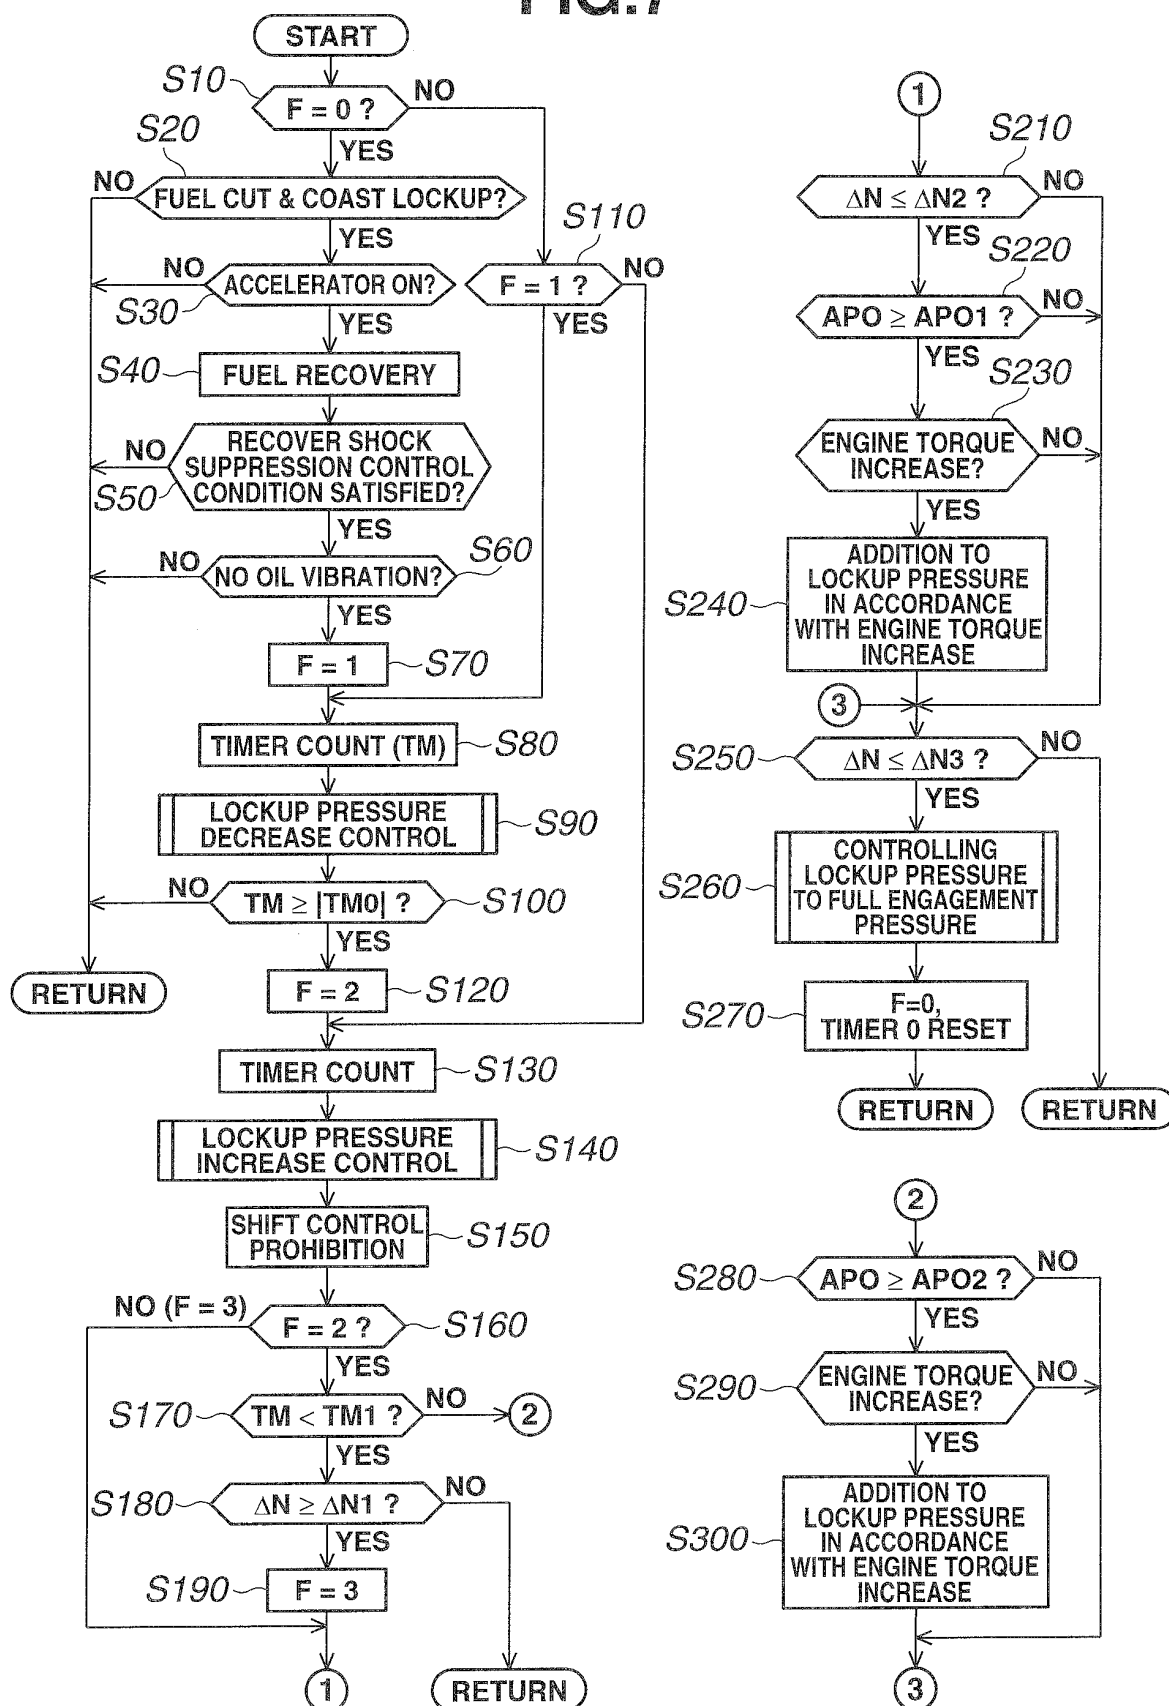 FIG.7
START
S10
F = 0 ?
NO
YES
S20
NO
FUEL CUT & COAST LOCKUP?
YES
S110
NO
ACCELERATOR ON?
S30
YES
F = 1 ?
NO
YES
S40
FUEL RECOVERY
NO
RECOVER SHOCK
SUPPRESSION CONTROL
CONDITION SATISFIED?
S50
YES
NO
NO OIL VIBRATION?
S60
YES
F = 1
S70
TIMER COUNT (TM)
S80
LOCKUP PRESSURE
DECREASE CONTROL
S90
NO
TM ≥ |TM0| ?
S100
YES
RETURN
F = 2
S120
TIMER COUNT
S130
LOCKUP PRESSURE
INCREASE CONTROL
S140
SHIFT CONTROL
PROHIBITION
S150
NO (F = 3)
F = 2 ?
S160
YES
S170
TM < TM1 ?
NO
2
YES
S180
ΔN ≥ ΔN1 ?
NO
YES
S190
F = 3
1
RETURN
1
S210
ΔN ≤ ΔN2 ?
NO
YES
S220
APO ≥ APO1 ?
NO
YES
S230
ENGINE TORQUE
INCREASE?
NO
YES
S240
ADDITION TO
LOCKUP PRESSURE
IN ACCORDANCE
WITH ENGINE TORQUE
INCREASE
3
S250
ΔN ≤ ΔN3 ?
NO
YES
S260
CONTROLLING
LOCKUP PRESSURE
TO FULL ENGAGEMENT
PRESSURE
S270
F=0,
TIMER 0 RESET
RETURN
RETURN
2
S280
APO ≥ APO2 ?
NO
YES
S290
ENGINE TORQUE
INCREASE?
NO
YES
S300
ADDITION TO
LOCKUP PRESSURE
IN ACCORDANCE
WITH ENGINE TORQUE
INCREASE
3